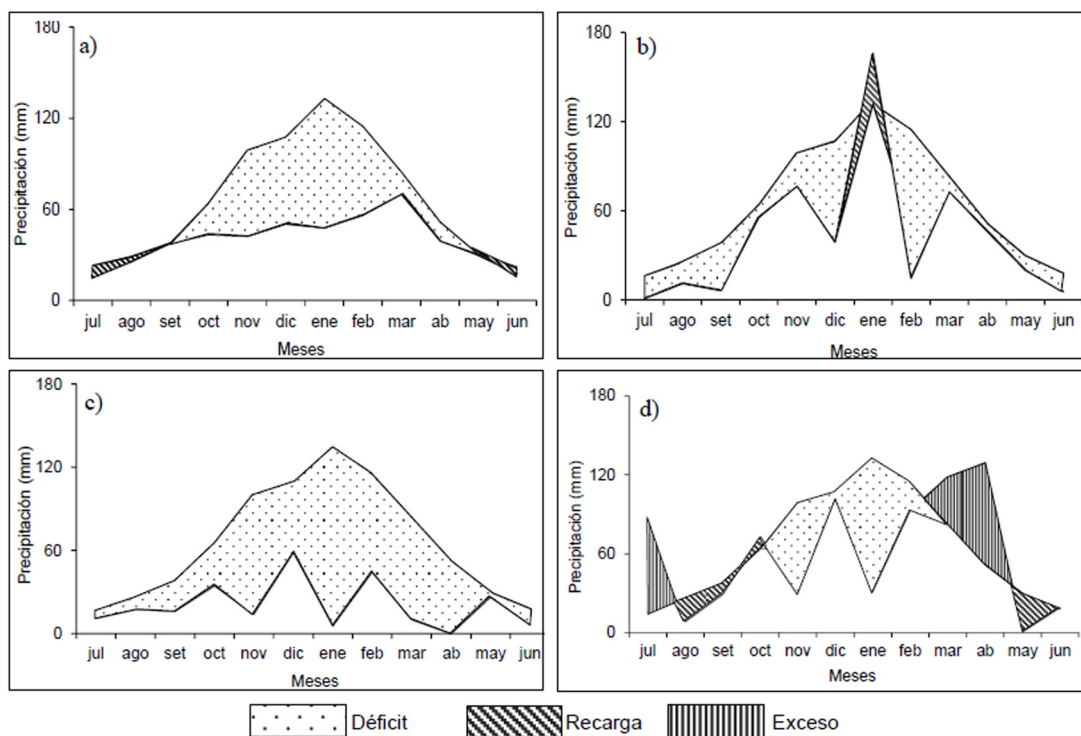 a)
Precipitación (mm)
180
120
60
0
jul ago set oct nov dic ene feb mar ab may jun
Meses
b)
Precipitación (mm)
180
120
60
0
jul ago set oct nov dic ene feb mar ab may jun
Meses
c)
Precipitación (mm)
180
120
60
0
jul ago set oct nov dic ene feb mar ab may jun
Meses
d)
Precipitación (mm)
180
120
60
0
jul ago set oct nov dic ene feb mar ab may jun
Meses
Déficit Recarga Exceso